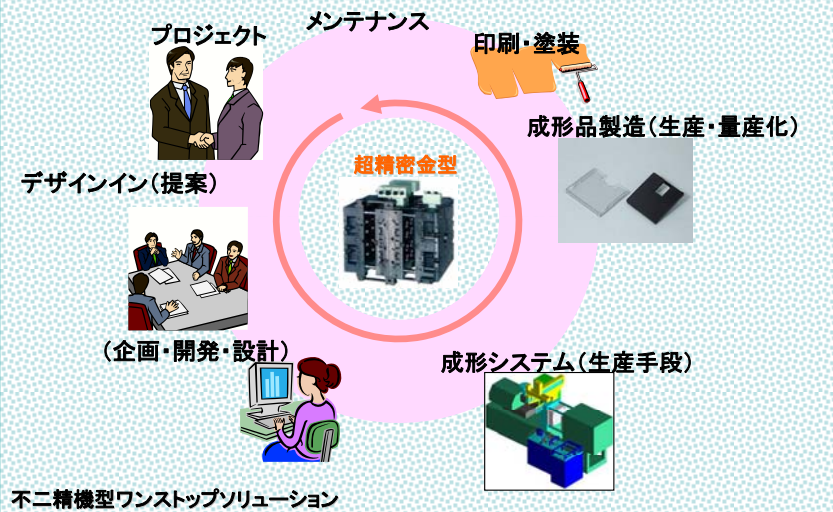 メンテナンス
プロジェクト
印刷・塗装
成形品製造(生産・量産化)
超精密金型
デザインイン(提案)
(企画・開発・設計)
成形システム(生産手段)
不二精機型ワンストップソリューション